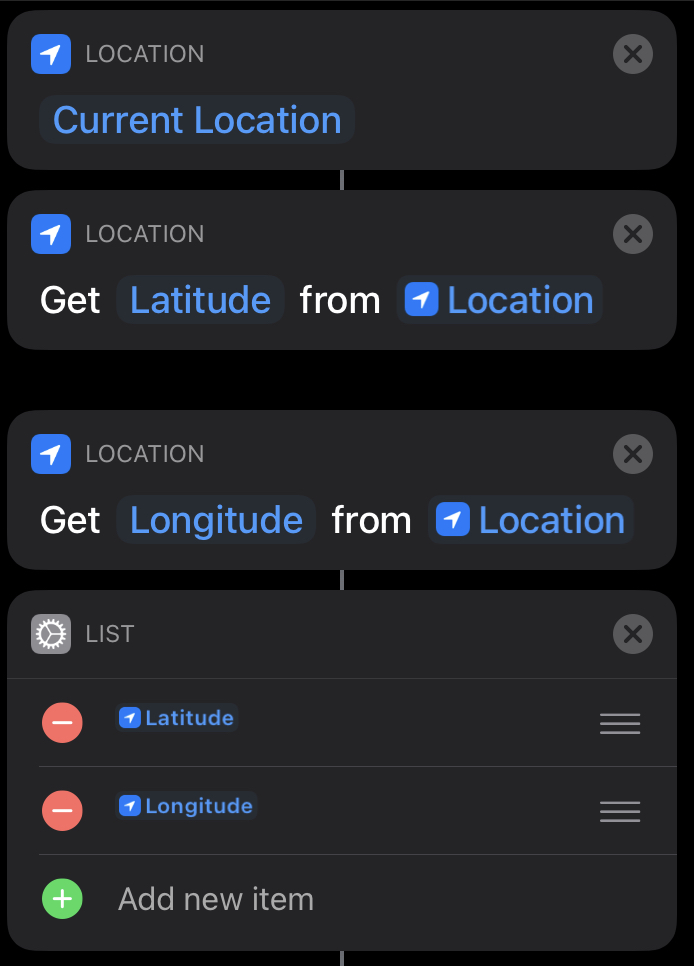 LOCATION
Current Location
LOCATION
Get Latitude from Location
LOCATION
Get Longitude from Location
LIST
Latitude
Longitude
Add new item